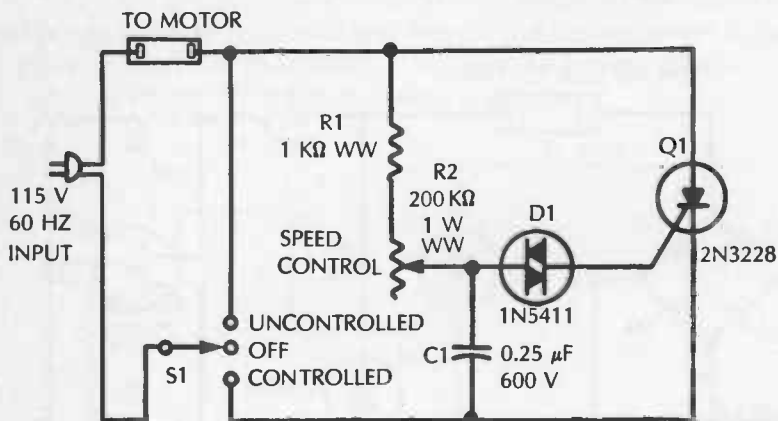 TO MOTOR
115 V
60 HZ
INPUT
R1
1 KΩ WW
R2
200 KΩ
1 W
WW
SPEED
CONTROL
D1
1N5411
Q1
2N3228
UNCONTROLLED
OFF
CONTROLLED
S1
C1
0.25 μF
600 V